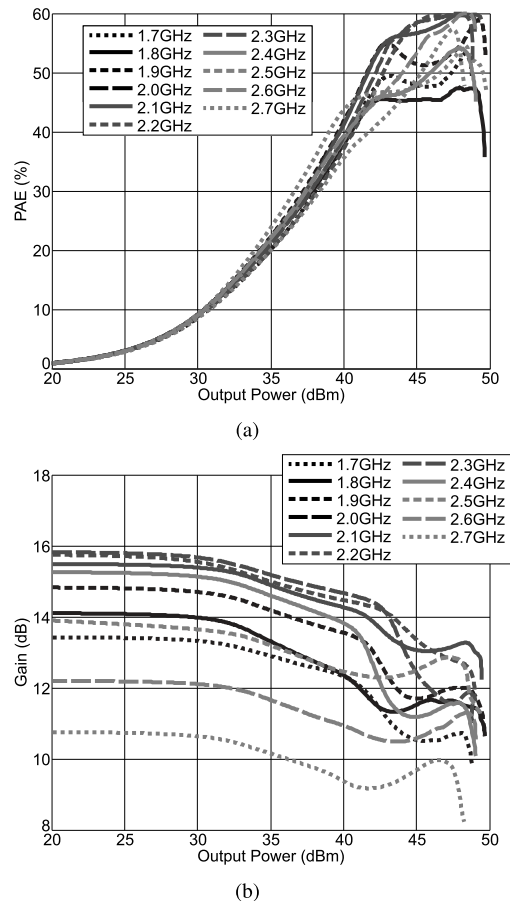 60
50
40
30
20
10
0
PAE (%)
1.7GHz 2.3GHz
1.8GHz 2.4GHz
1.9GHz 2.5GHz
2.0GHz 2.6GHz
2.1GHz 2.7GHz
2.2GHz
20 25 30 35 40 45 50
Output Power (dBm)
(a)
18
16
14
12
10
8
Gain (dB)
1.7GHz 2.3GHz
1.8GHz 2.4GHz
1.9GHz 2.5GHz
2.0GHz 2.6GHz
2.1GHz 2.7GHz
2.2GHz
20 25 30 35 40 45 50
Output Power (dBm)
(b)